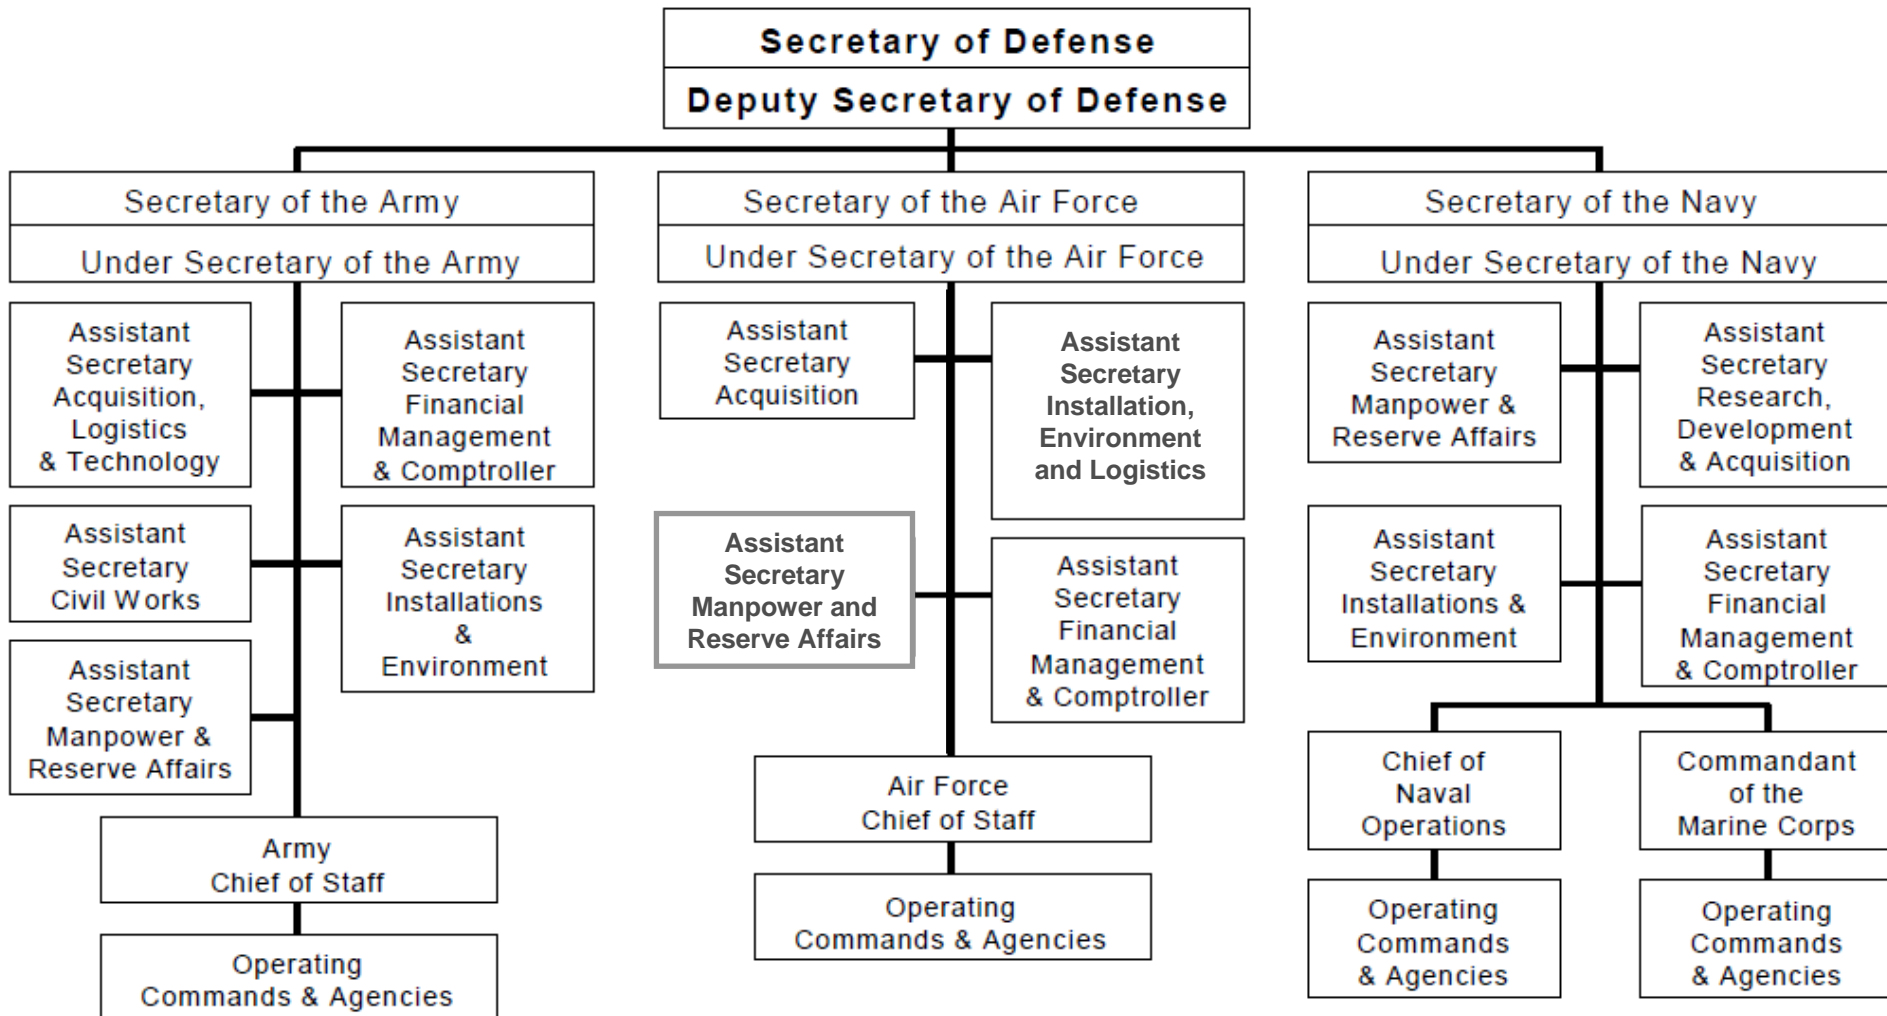 Secretary of Defense
Deputy Secretary of Defense
Secretary of the Army
Under Secretary of the Army
Assistant
Secretary
Acquisition,
Logistics
& Technology
Assistant
Secretary
Financial
Management
& Comptroller
Assistant
Secretary
Civil Works
Assistant
Secretary
Installations
&
Environment
Assistant
Secretary
Manpower &
Reserve Affairs
Army
Chief of Staff
Operating
Commands & Agencies
Secretary of the Air Force
Under Secretary of the Air Force
Assistant
Secretary
Acquisition
Assistant
Secretary
Installation,
Environment
and Logistics
Assistant
Secretary
Manpower and
Reserve Affairs
Assistant
Secretary
Financial
Management
& Comptroller
Air Force
Chief of Staff
Operating
Commands & Agencies
Secretary of the Navy
Under Secretary of the Navy
Assistant
Secretary
Manpower &
Reserve Affairs
Assistant
Secretary
Research,
Development
& Acquisition
Assistant
Secretary
Installations &
Environment
Assistant
Secretary
Financial
Management
& Comptroller
Chief of
Naval
Operations
Commandant
of the
Marine Corps
Operating
Commands
& Agencies
Operating
Commands
& Agencies